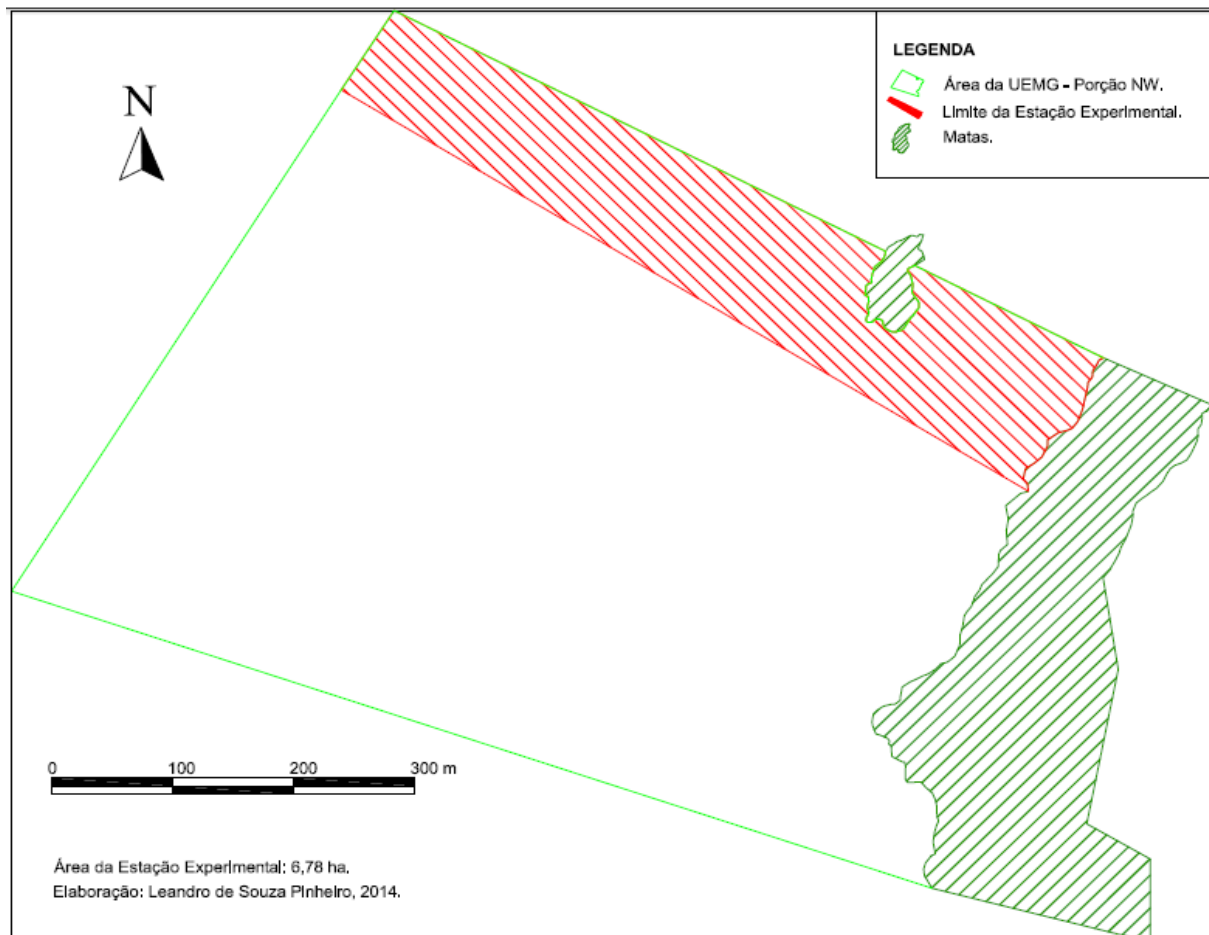 LEGENDA
Área da UEMG - Porção NW.
Limite da Estação Experimental.
Matas.
N
0 100 200 300 m
Área da Estação Experimental: 6,78 ha.
Elaboração: Leandro de Souza Pinheiro, 2014.